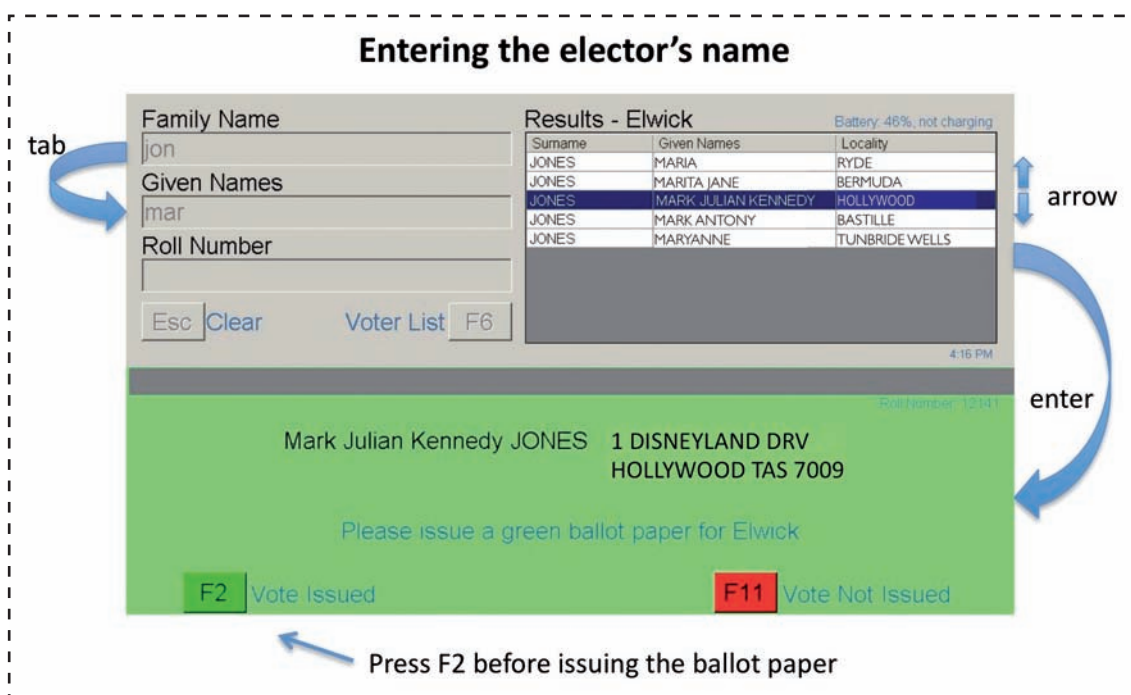 Entering the elector's name
tab
Family Name
jon
Given Names
mar
Roll Number
Esc Clear Voter List F6
Results - Elwick Battery: 46%, not charging
Surname Given Names Locality
JONES MARIA RYDE
JONES MARITA JANE BERMUDA
JONES MARK JULIAN KENNEDY HOLLYWOOD
JONES MARK ANTONY BASTILLE
JONES MARYANNE TUNBRIDE WELLS
4:16 PM
arrow
enter
Roll Number: 12141
Mark Julian Kennedy JONES 1 DISNEYLAND DRV
HOLLYWOOD TAS 7009
Please issue a green ballot paper for Elwick
F2 Vote Issued F11 Vote Not Issued
Press F2 before issuing the ballot paper